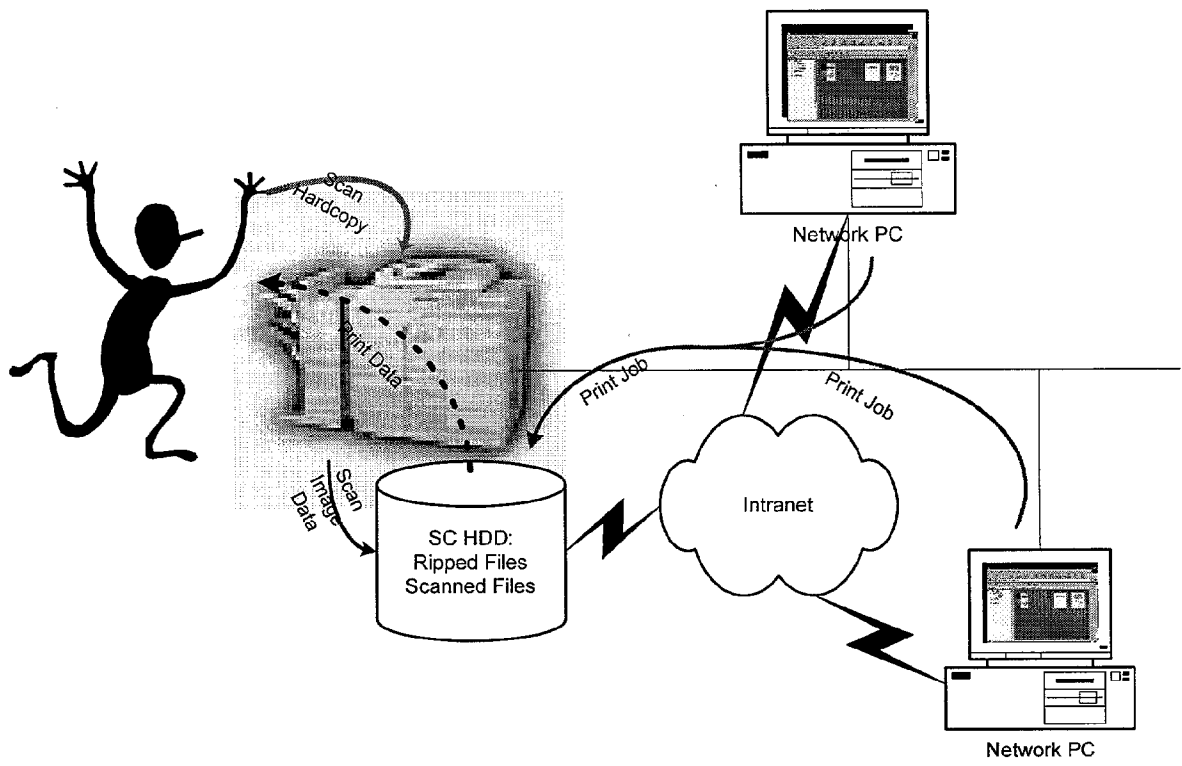 Scan
Hardcopy
Network PC
Print Data
Print Job
Print Job
Scan
Image
Data
SC HDD:
Ripped Files
Scanned Files
Intranet
Network PC